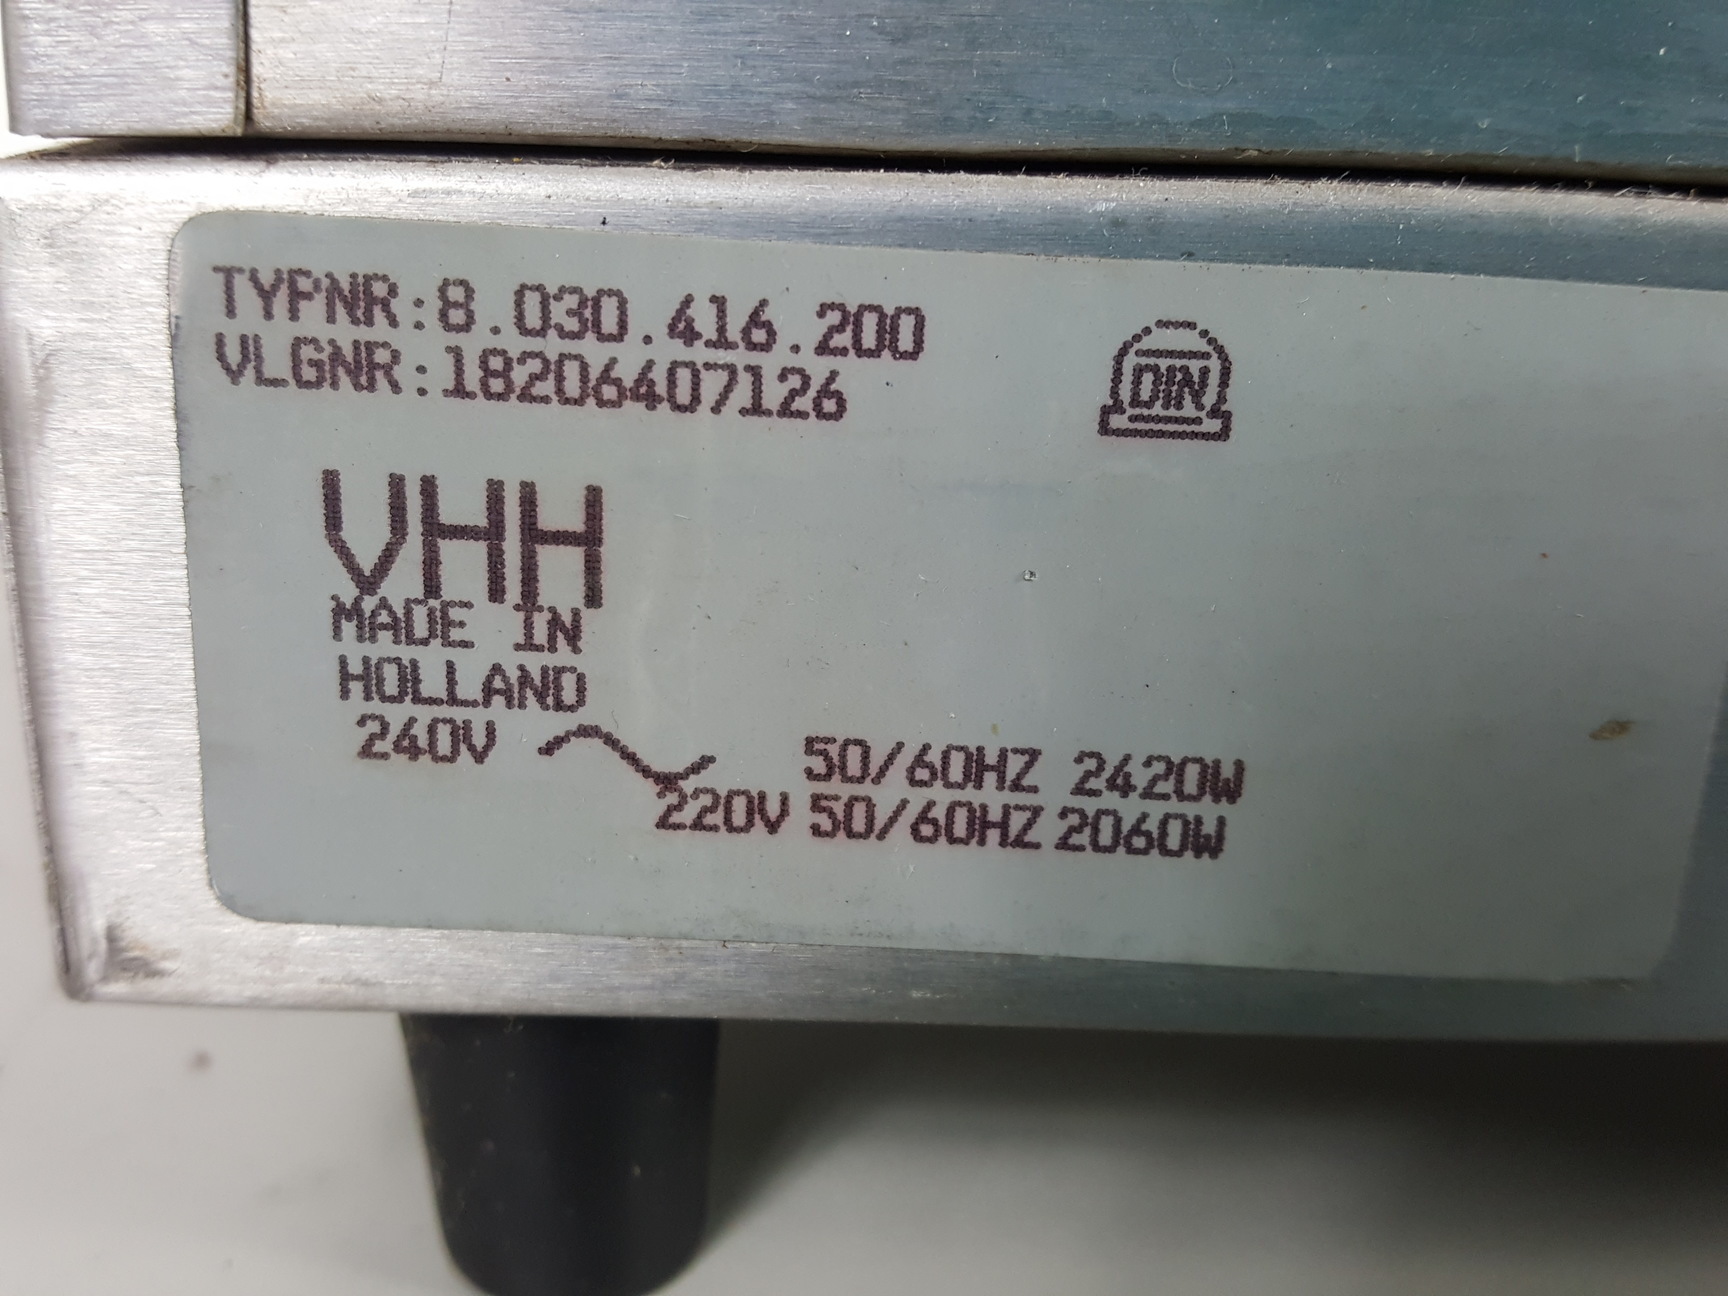 TYPNR:8.030.416.200
VLGNR:18206407126
DIN
VHH
MADE IN
HOLLAND
240V 50/60HZ 2420W
220V 50/60HZ 2060W